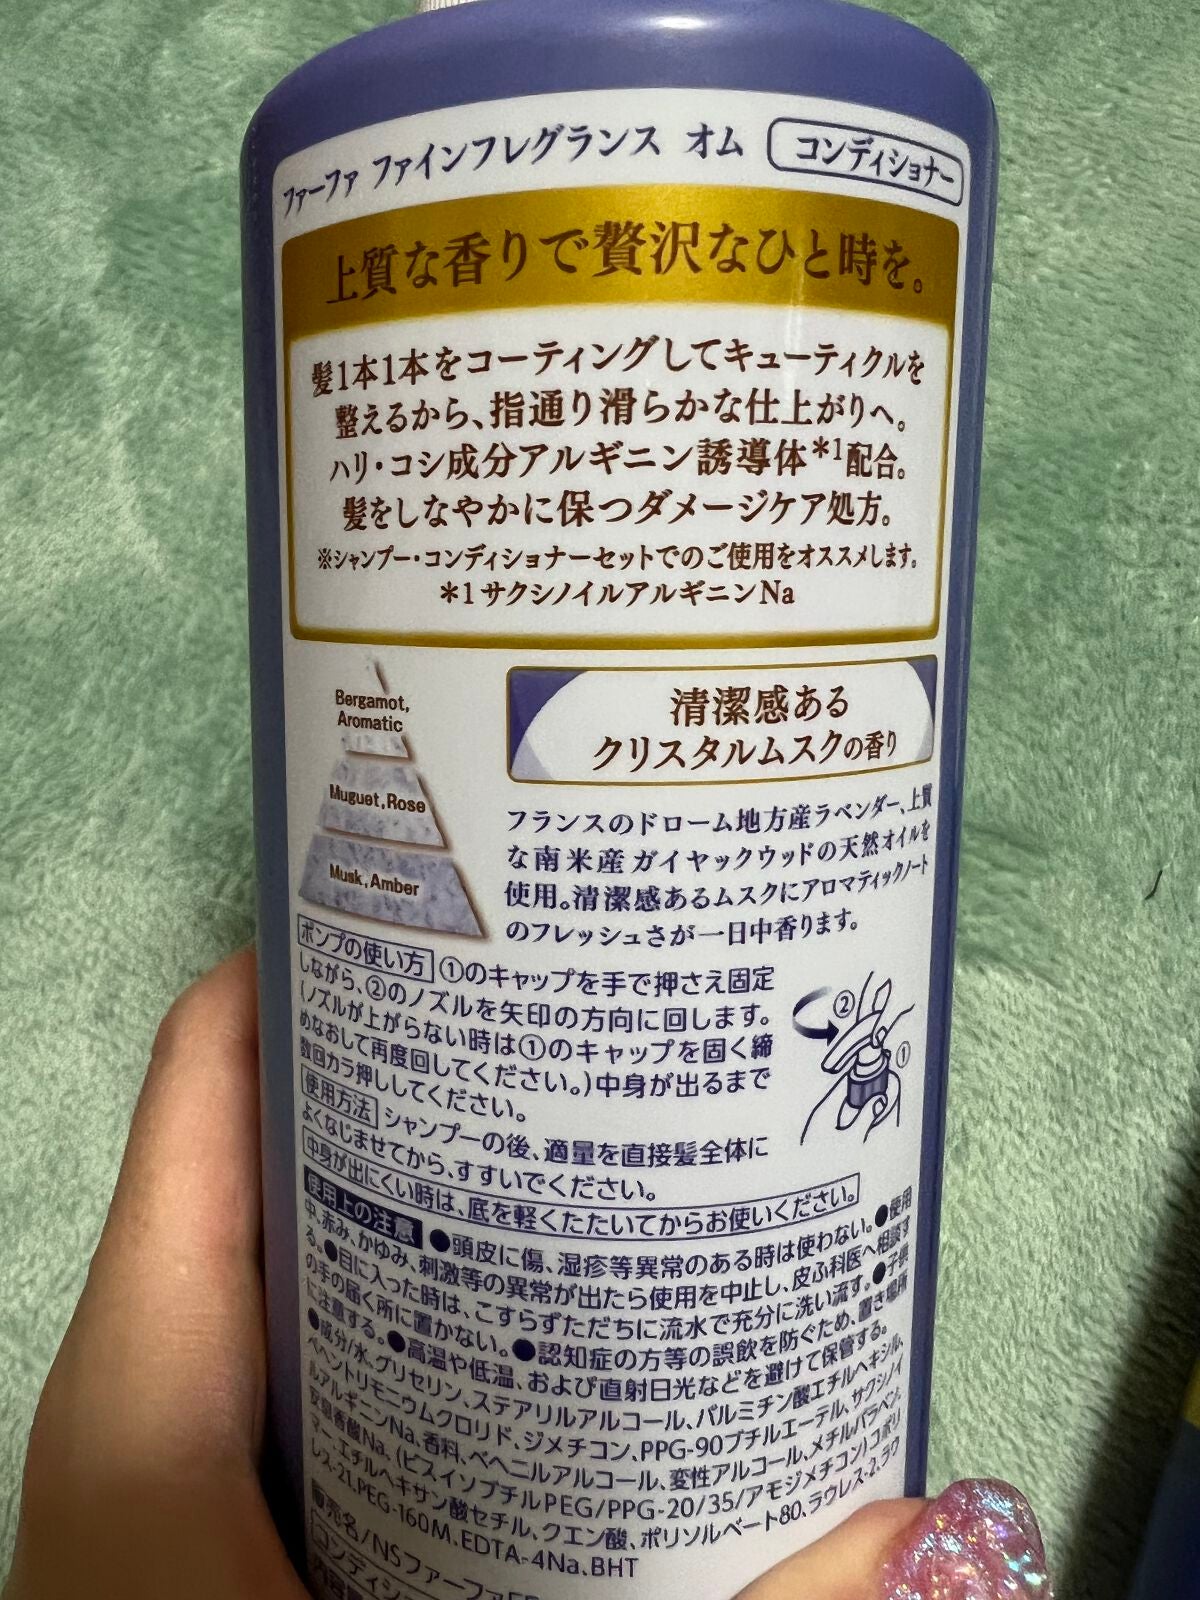 ファーファ ファインフレグランス オム コンディショナー
上質な香りで贅沢なひと時を。
髪1本1本をコーティングしてキューティクルを
整えるから、指通り滑らかな仕上がりへ。
ハリ・コシ成分アルギニン誘導体*1配合。
髪をしなやかに保つダメージケア処方。
※シャンプー・コンディショナーセットでのご使用をオススメします。
*1 サクシノイルアルギニンNa
Bergamot,
Aromatic
Muguet,Rose
Musk,Amber
清潔感ある
クリスタルムスクの香り
フランスのドローム地方産ラベンダー、上質
な南米産ガイヤックウッドの天然オイルを
使用。清潔感あるムスクにアロマティックノート
のフレッシュさが一日中香ります。
ポンプの使い方 ①のキャップを手で押さえ固定
しながら、②のノズルを矢印の方向に回します。
(ノズルが上がらない時は①のキャップを固く締
めなおして再度回してください。)中身が出るまで
数回カラ押ししてください。
② ①
使用方法 シャンプーの後、適量を直接髪全体に
よくなじませてから、すすいでください。
中身が出にくい時は、底を軽くたたいてからお使いください。
使用上の注意 ●頭皮に傷、湿疹等異常のある時は使わない。●使用
中、赤み、かゆみ、刺激等の異常が出たら使用を中止し、皮ふ科医へ相談す
る。●目に入った時は、こすらずただちに流水で充分に洗い流す。●子供
の手の届く所に置かない。●認知症の方等の誤飲を防ぐため、置き場所
に注意する。●高温や低温、および直射日光などを避けて保管する。
●成分/水、グリセリン、ステアリルアルコール、パルミチン酸エチルヘキシル、
ベヘントリモニウムクロリド、ジメチコン、PPG-90ブチルエーテル、サクシノイ
ルアルギニンNa、香料、ベヘニルアルコール、変性アルコール、メチルパラベン、
安息香酸Na、(ビスイソブチルPEG/PPG-20/35/アモジメチコン)コポリ
マー、エチルヘキサン酸セチル、クエン酸、ポリソルベート80、ラウレス-2、ラウ
レス-21、PEG-160M、EDTA-4Na、BHT
●販売名/NSファーファFF
コンディシ
内容量